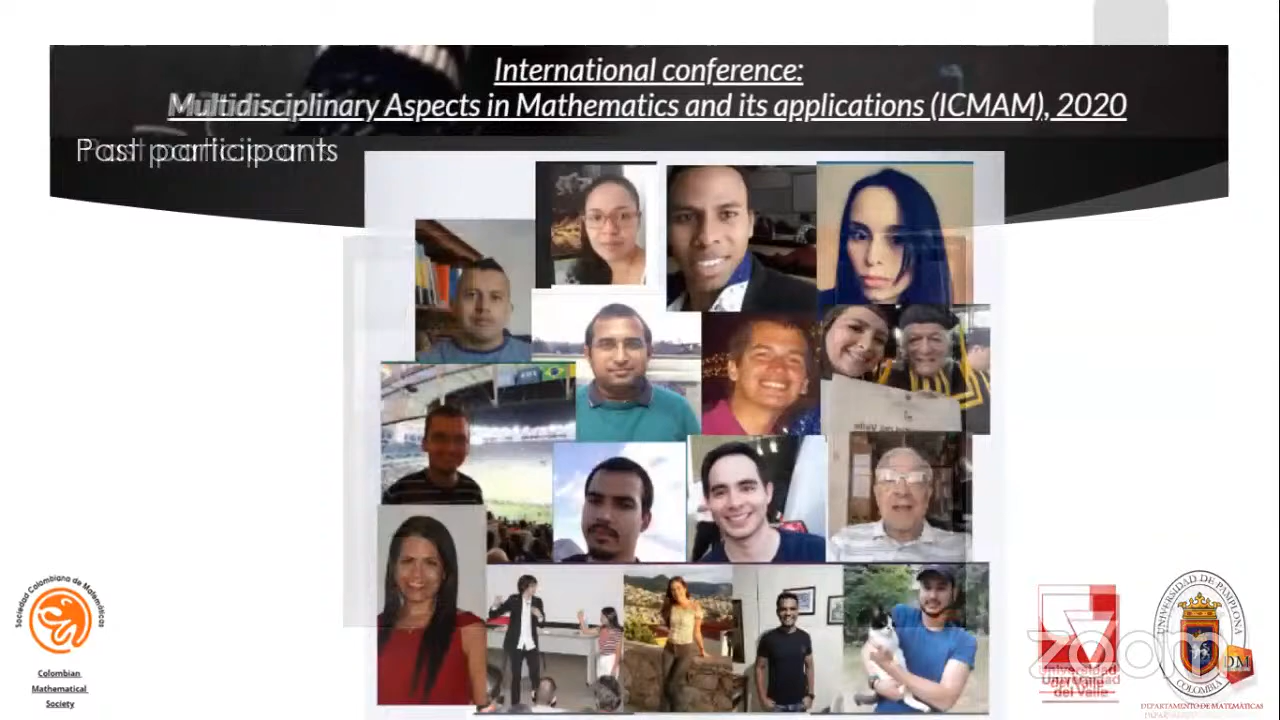 International conference:
Multidisciplinary Aspects in Mathematics and its applications (ICMAM), 2020
Past participants
Sociedad Colombiana de Matemáticas
Colombian
Mathematical
Society
Universidad
del Valle
zoom
UNIVERSIDAD DE PAMPLONA
COLOMBIA
DM
DEPARTAMENTO DE MATEMÁTICAS